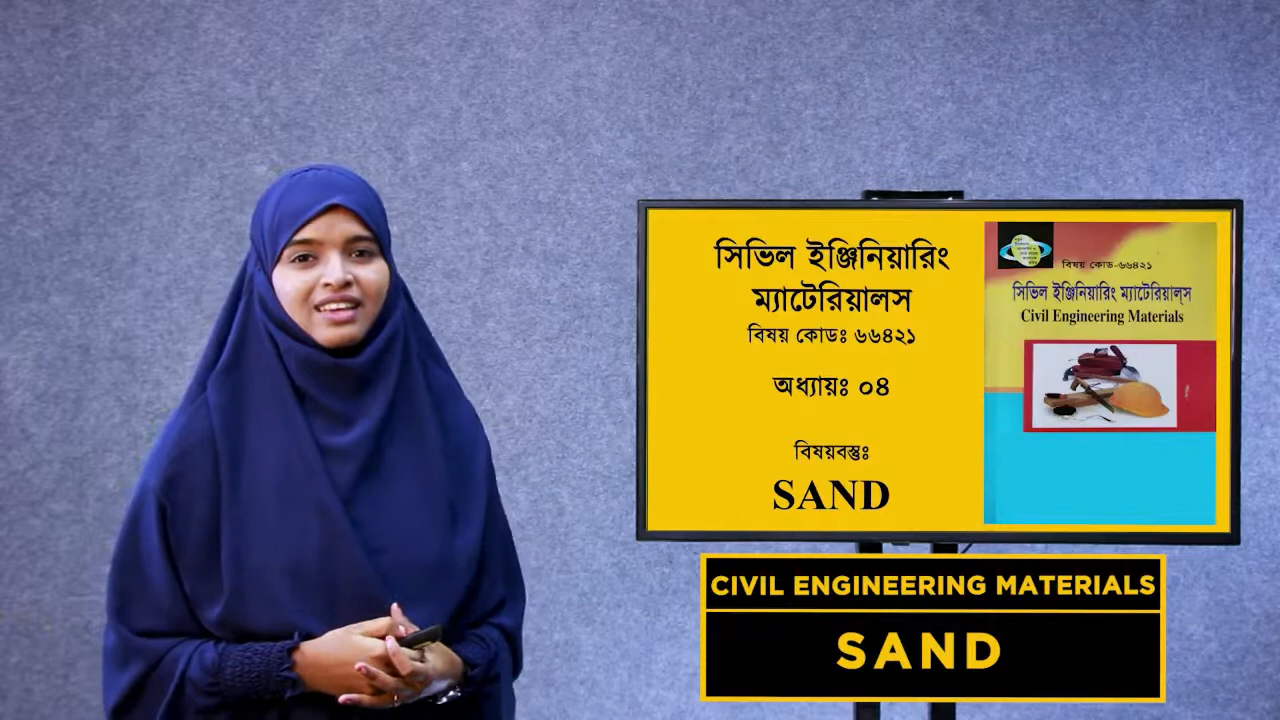 সিভিল ইঞ্জিনিয়ারিং
ম্যাটেরিয়ালস
বিষয় কোডঃ ৬৬৪২১
অধ্যায়ঃ ০৪
বিষয়বস্তুঃ
SAND
বিষয় কোড-৬৬৪২১
সিভিল ইঞ্জিনিয়ারিং ম্যাটেরিয়াল্স
Civil Engineering Materials
CIVIL ENGINEERING MATERIALS
SAND